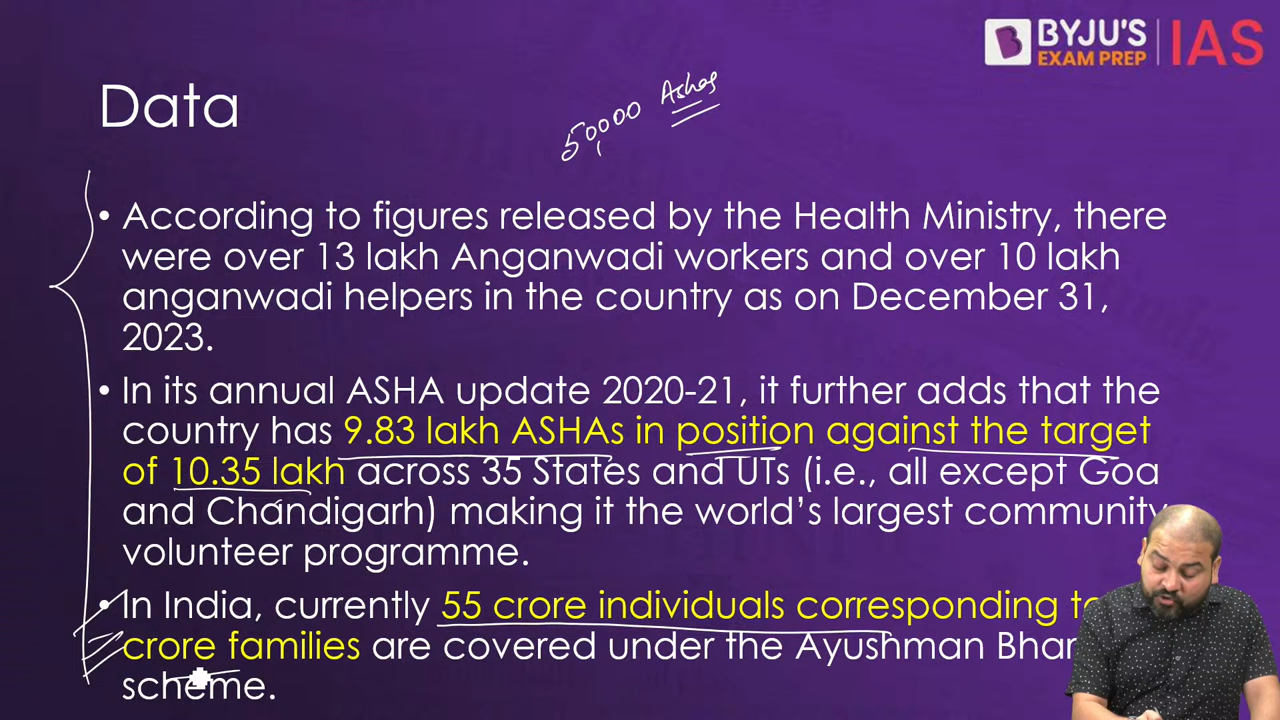 BYJU'S IAS
EXAM PREP
Data
50,000 Ashas
• According to figures released by the Health Ministry, there
were over 13 lakh Anganwadi workers and over 10 lakh
anganwadi helpers in the country as on December 31,
2023.
• In its annual ASHA update 2020-21, it further adds that the
country has 9.83 lakh ASHAs in position against the target
of 10.35 lakh across 35 States and UTs (i.e., all except Goa
and Chandigarh) making it the world's largest community
volunteer programme.
• In India, currently 55 crore individuals corresponding
crore families are covered under the Ayushman
scheme.